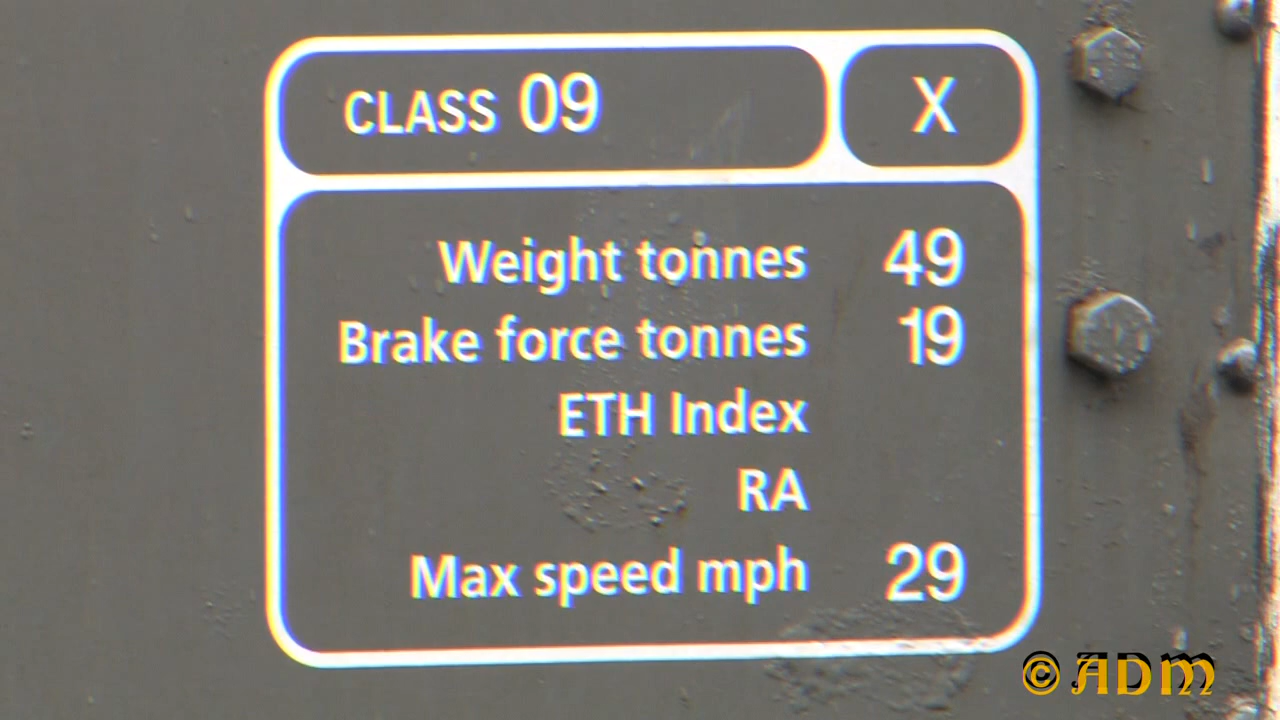 CLASS 09 X
Weight tonnes 49
Brake force tonnes 19
ETH Index
RA
Max speed mph 29
© ADM